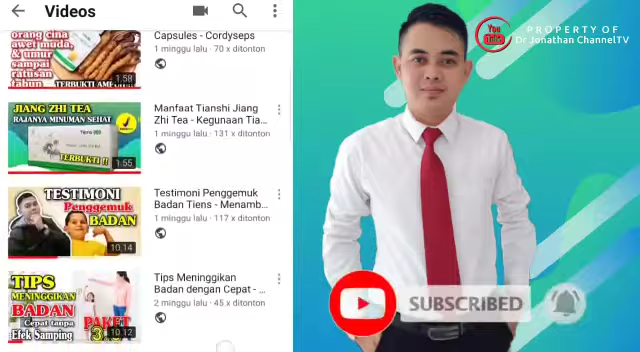 Videos
orang cina
awet muda,
& umur
sampai
ratusan
tahun
TERBUKTI AMPUH !!
1.58
Capsules - Cordyseps
1 minggu lalu · 70 x ditonton
JIANG ZHI TEA
RAJANYA MINUMAN SEHAT
TERBUKTI !!
1:55
Manfaat Tianshi Jiang
Zhi Tea - Kegunaan Tia...
1 minggu lalu · 131 x ditonton
TESTIMONI
Penggemuk
BADAN
10.14
Testimoni Penggemuk
Badan Tiens - Menamb...
1 minggu lalu · 117 x ditonton
TIPS
MENINGGIKAN
BADAN
Cepat tanpa
Efek Samping
PAKET
10.12
Tips Meninggikan
Badan dengan Cepat - ...
2 minggu lalu · 45 x ditonton
You
Tube
PROPERTY OF
Dr Jonathan ChannelTV
SUBSCRIBED